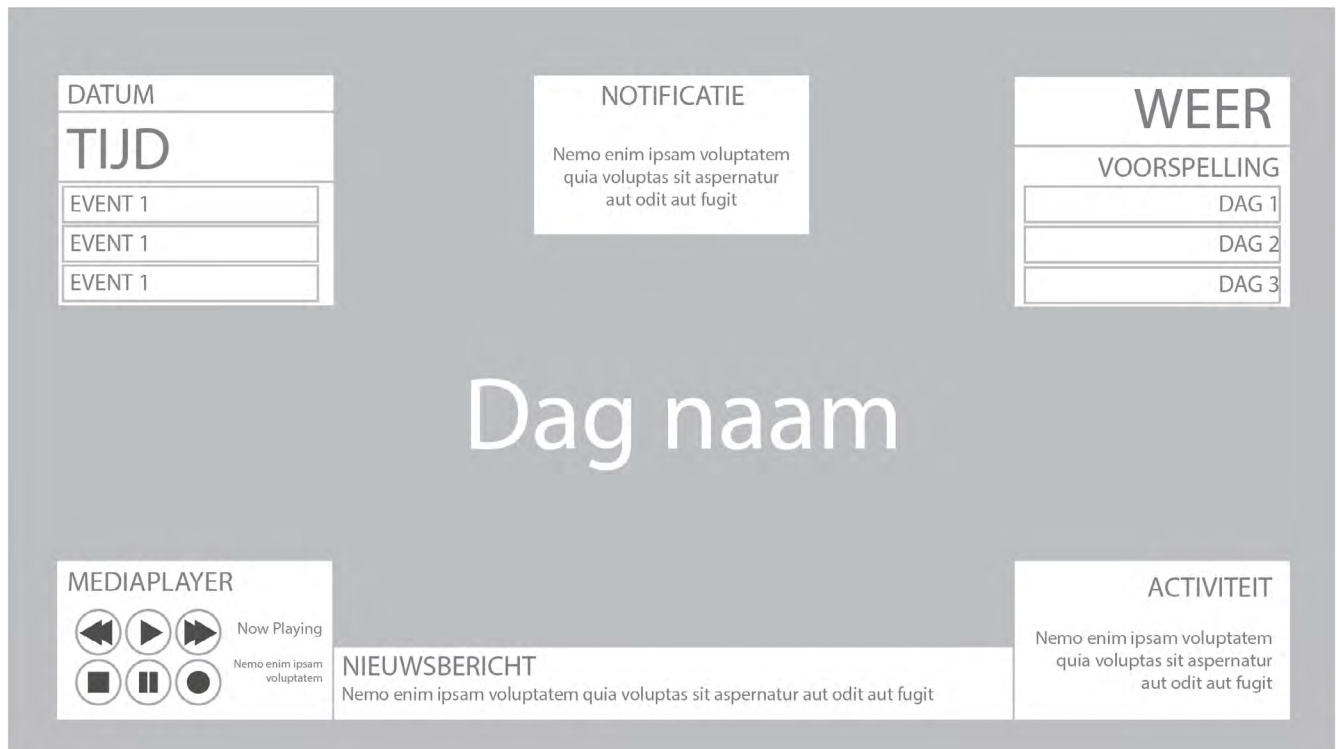 DATUM
TIJD
EVENT 1
EVENT 1
EVENT 1
NOTIFICATIE
Nemo enim ipsam voluptatem
quia voluptas sit aspernatur
aut odit aut fugit
WEER
VOORSPELLING
DAG 1
DAG 2
DAG 3
Dag naam
MEDIAPLAYER
Now Playing
Nemo enim ipsam
voluptatem
NIEUWSBERICHT
Nemo enim ipsam voluptatem quia voluptas sit aspernatur aut odit aut fugit
ACTIVITEIT
Nemo enim ipsam voluptatem
quia voluptas sit aspernatur
aut odit aut fugit